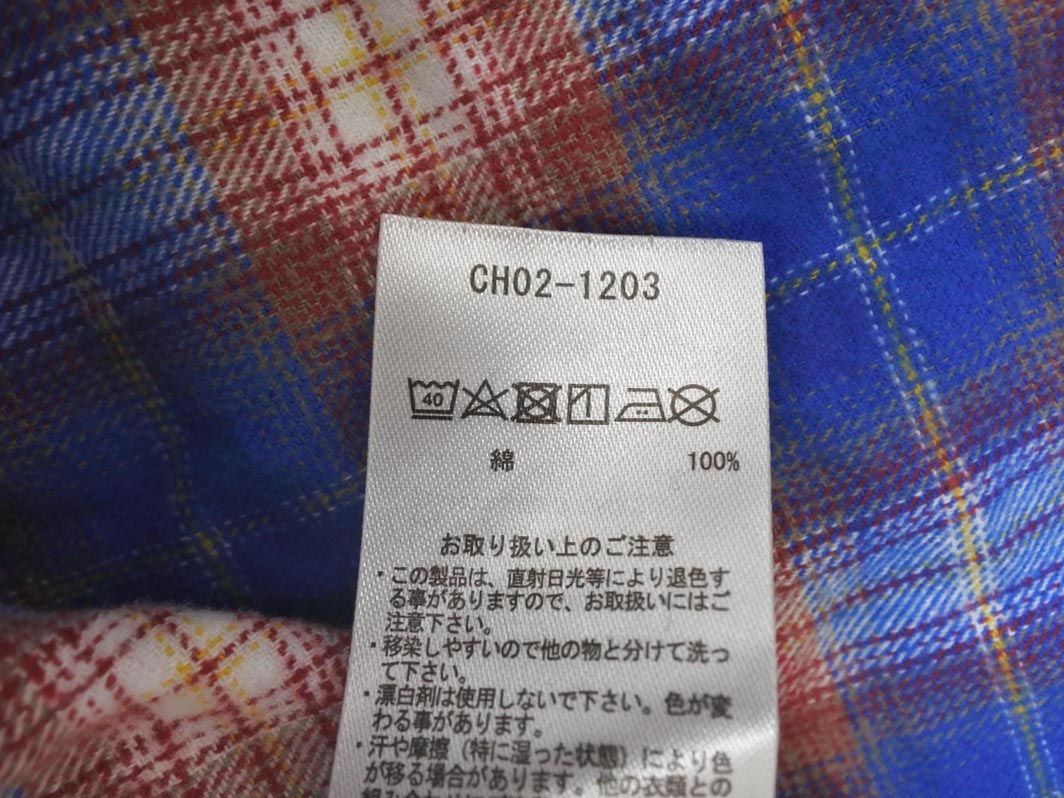 CH02-1203
40
綿 100%
お取り扱い上のご注意
・この製品は、直射日光等により退色す
る事がありますので、お取扱いにはご
注意下さい。
・移染しやすいので他の物と分けて洗っ
て下さい。
・漂白剤は使用しないで下さい。色が変
わる事があります。
・汗や摩擦（特に湿った状態）により色
が移る場合があります。他の衣類との